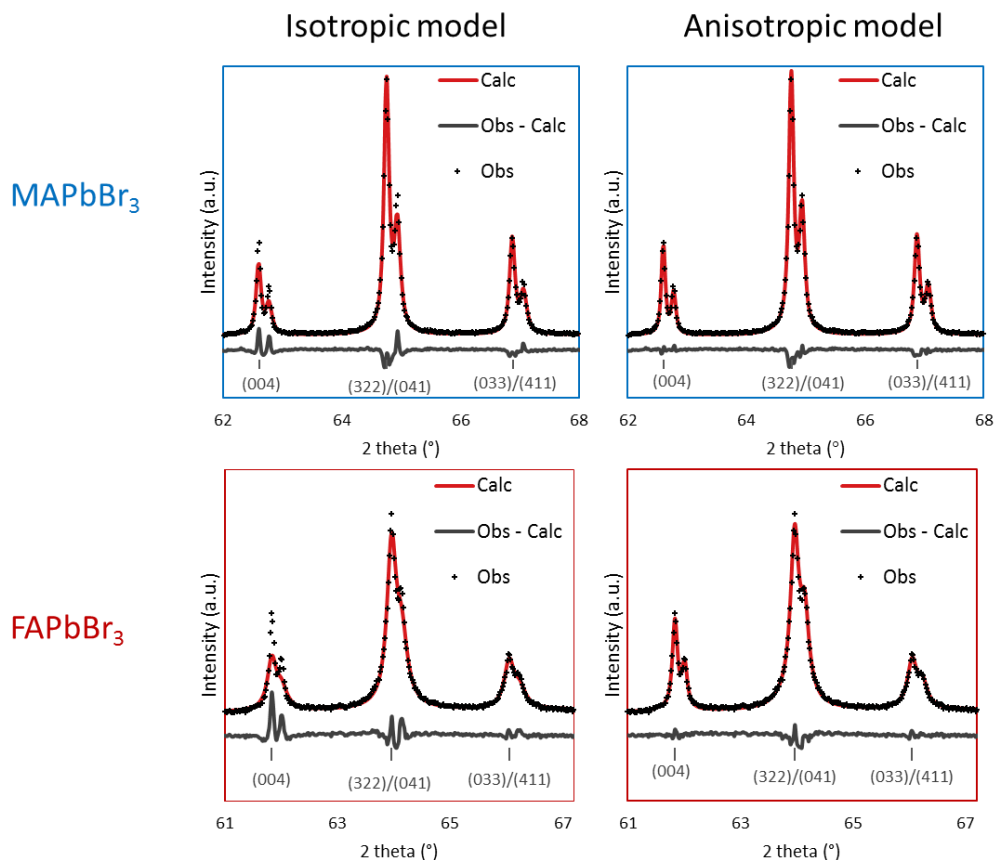 Isotropic model
Anisotropic model
MAPbBr₃
Intensity (a.u.)
Calc
Obs - Calc
Obs
(004)
(322)/(041)
(033)/(411)
62
64
66
68
2 theta (°)
Intensity (a.u.)
Calc
Obs - Calc
Obs
(004)
(322)/(041)
(033)/(411)
62
64
66
68
2 theta (°)
FAPbBr₃
Intensity (a.u.)
Calc
Obs - Calc
Obs
(004)
(322)/(041)
(033)/(411)
61
63
65
67
2 theta (°)
Intensity (a.u.)
Calc
Obs - Calc
Obs
(004)
(322)/(041)
(033)/(411)
61
63
65
67
2 theta (°)